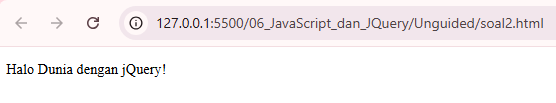 127.0.0.1:5500/06_JavaScript_dan_JQuery/Unguided/soal2.html
Halo Dunia dengan jQuery!